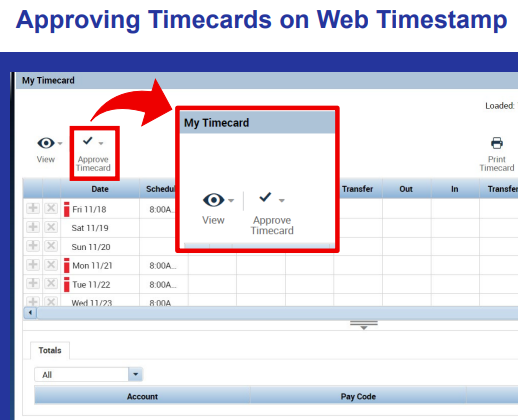 Approving Timecards on Web Timestamp
My Timecard
Loaded:
View
Approve
Timecard
Print
Timecard
My Timecard
View
Approve
Timecard
Date Schedul Transfer Out In Transfer
Fri 11/18 8:00A...
Sat 11/19
Sun 11/20
Mon 11/21 8:00A...
Tue 11/22 8:00A...
Wed 11/23 8:00A
Totals
All
Account Pay Code